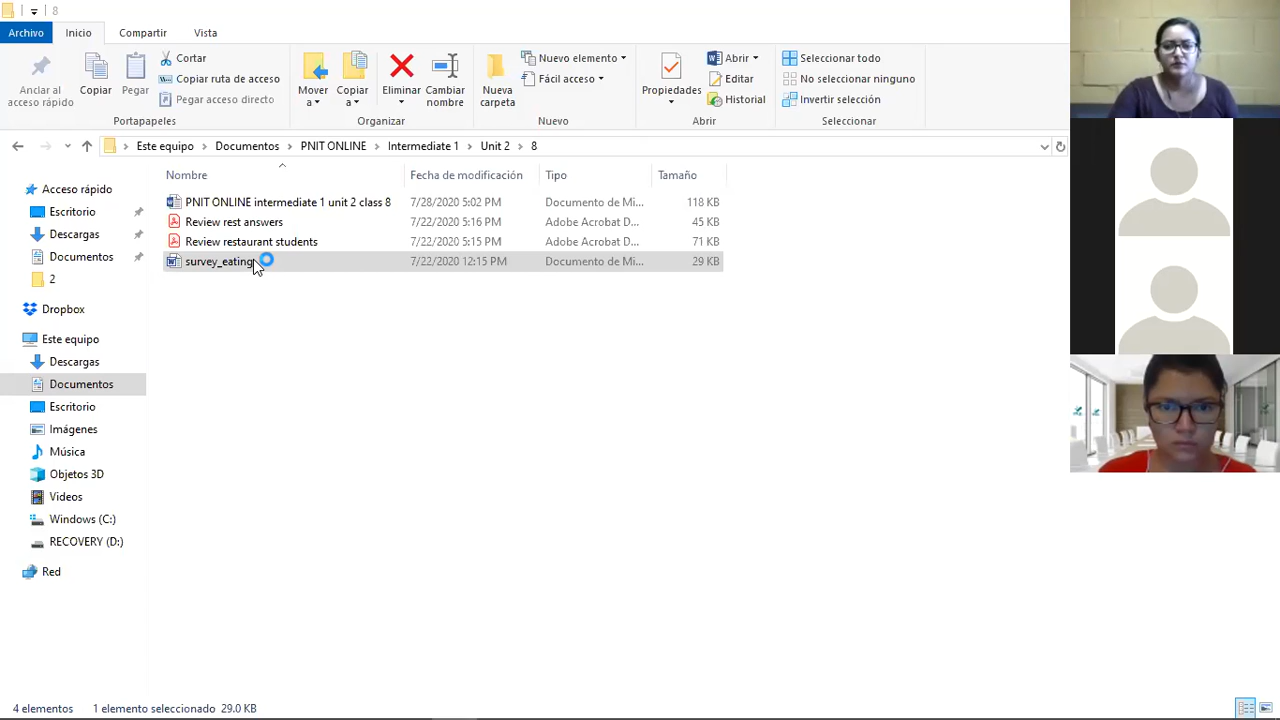 8
Archivo Inicio Compartir Vista
Anclar al acceso rápido
Copiar
Pegar
Cortar
Copiar ruta de acceso
Pegar acceso directo
Portapapeles
Mover a
Copiar a
Eliminar
Cambiar nombre
Organizar
Nueva carpeta
Nuevo elemento
Fácil acceso
Nuevo
Propiedades
Abrir
Editar
Historial
Abrir
Seleccionar todo
No seleccionar ninguno
Invertir selección
Seleccionar
Este equipo > Documentos > PNIT ONLINE > Intermediate 1 > Unit 2 > 8
Nombre Fecha de modificación Tipo Tamaño
PNIT ONLINE intermediate 1 unit 2 class 8 7/28/2020 5:02 PM Documento de Mi... 118 KB
Review rest answers 7/22/2020 5:16 PM Adobe Acrobat D... 45 KB
Review restaurant students 7/22/2020 5:15 PM Adobe Acrobat D... 71 KB
survey_eating 7/22/2020 12:15 PM Documento de Mi... 29 KB
Acceso rápido
Escritorio
Descargas
Documentos
2
Dropbox
Este equipo
Descargas
Documentos
Escritorio
Imágenes
Música
Objetos 3D
Videos
Windows (C:)
RECOVERY (D:)
Red
4 elementos 1 elemento seleccionado 29.0 KB